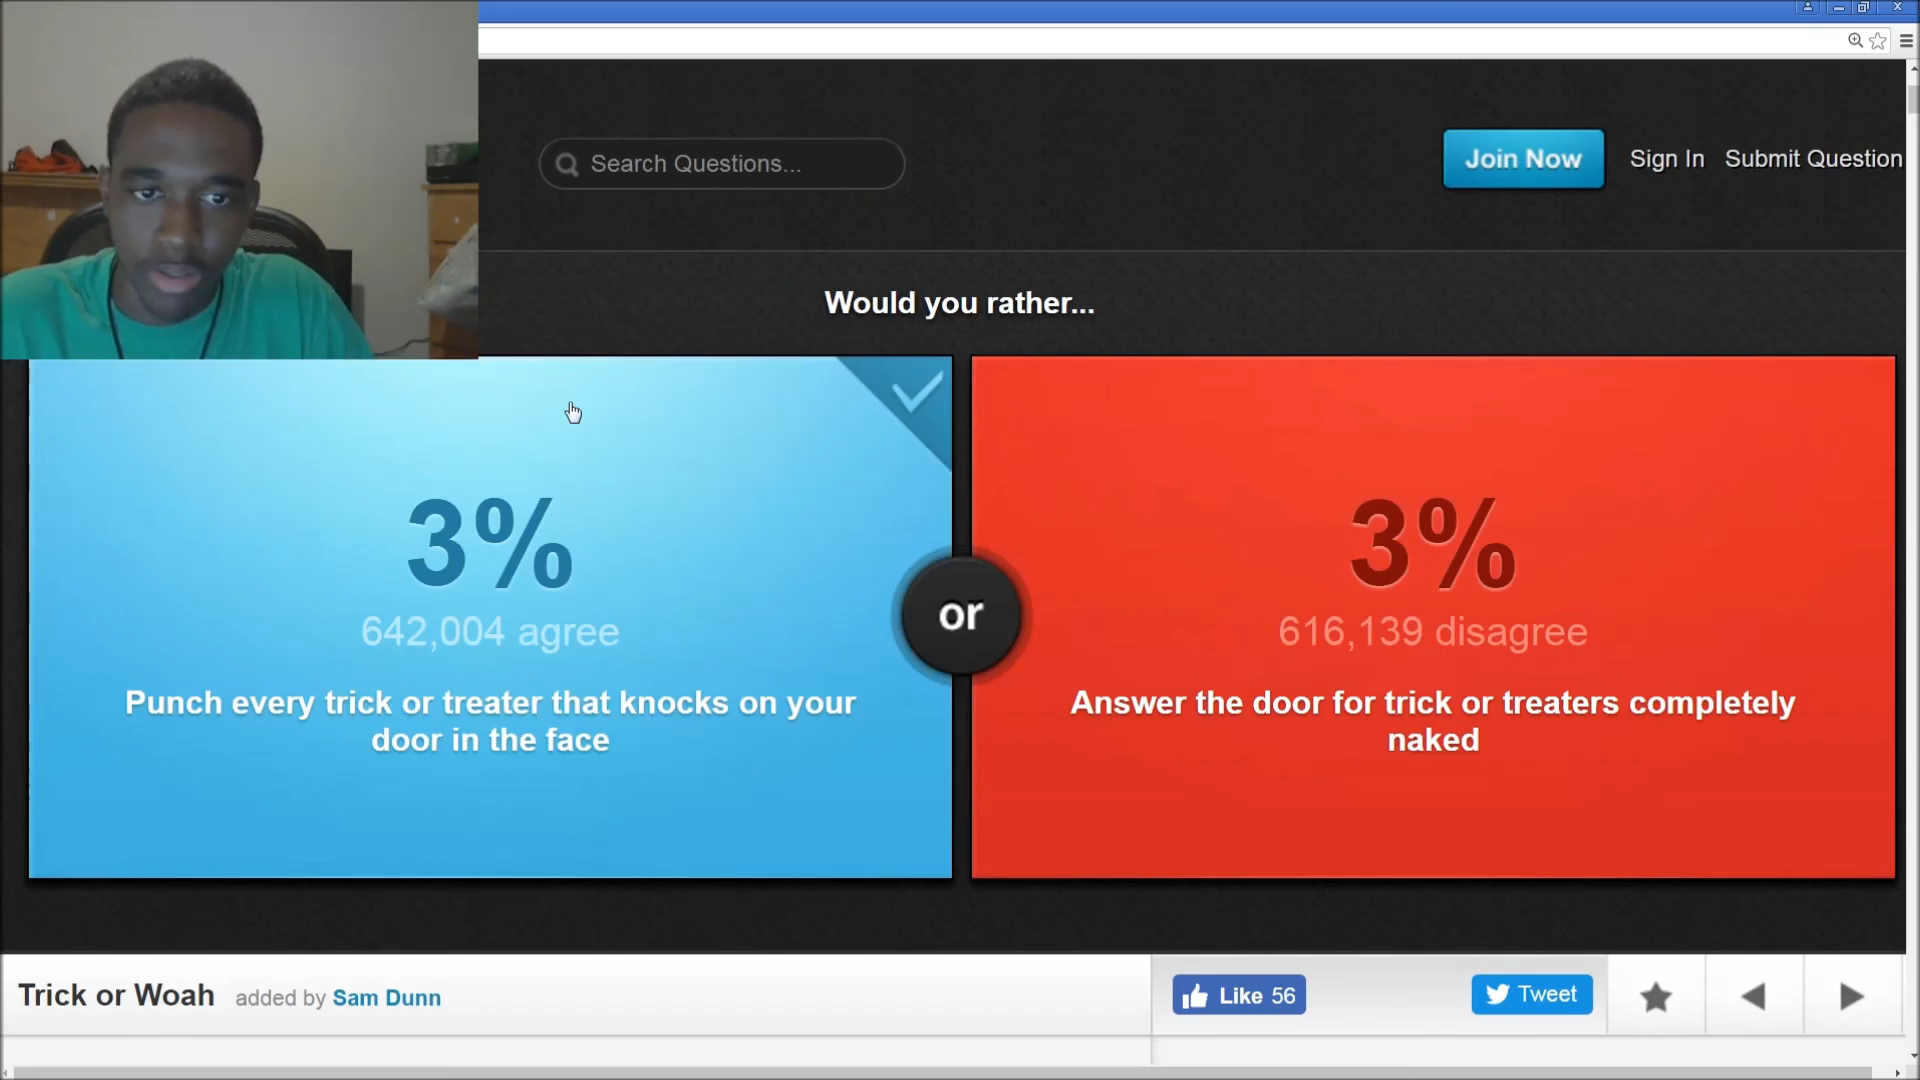 Search Questions...
Join Now
Sign In
Submit Question
Would you rather...
3%
642,004 agree
Punch every trick or treater that knocks on your
door in the face
or
3%
616,139 disagree
Answer the door for trick or treaters completely
naked
Trick or Woah added by Sam Dunn
Like 56
Tweet